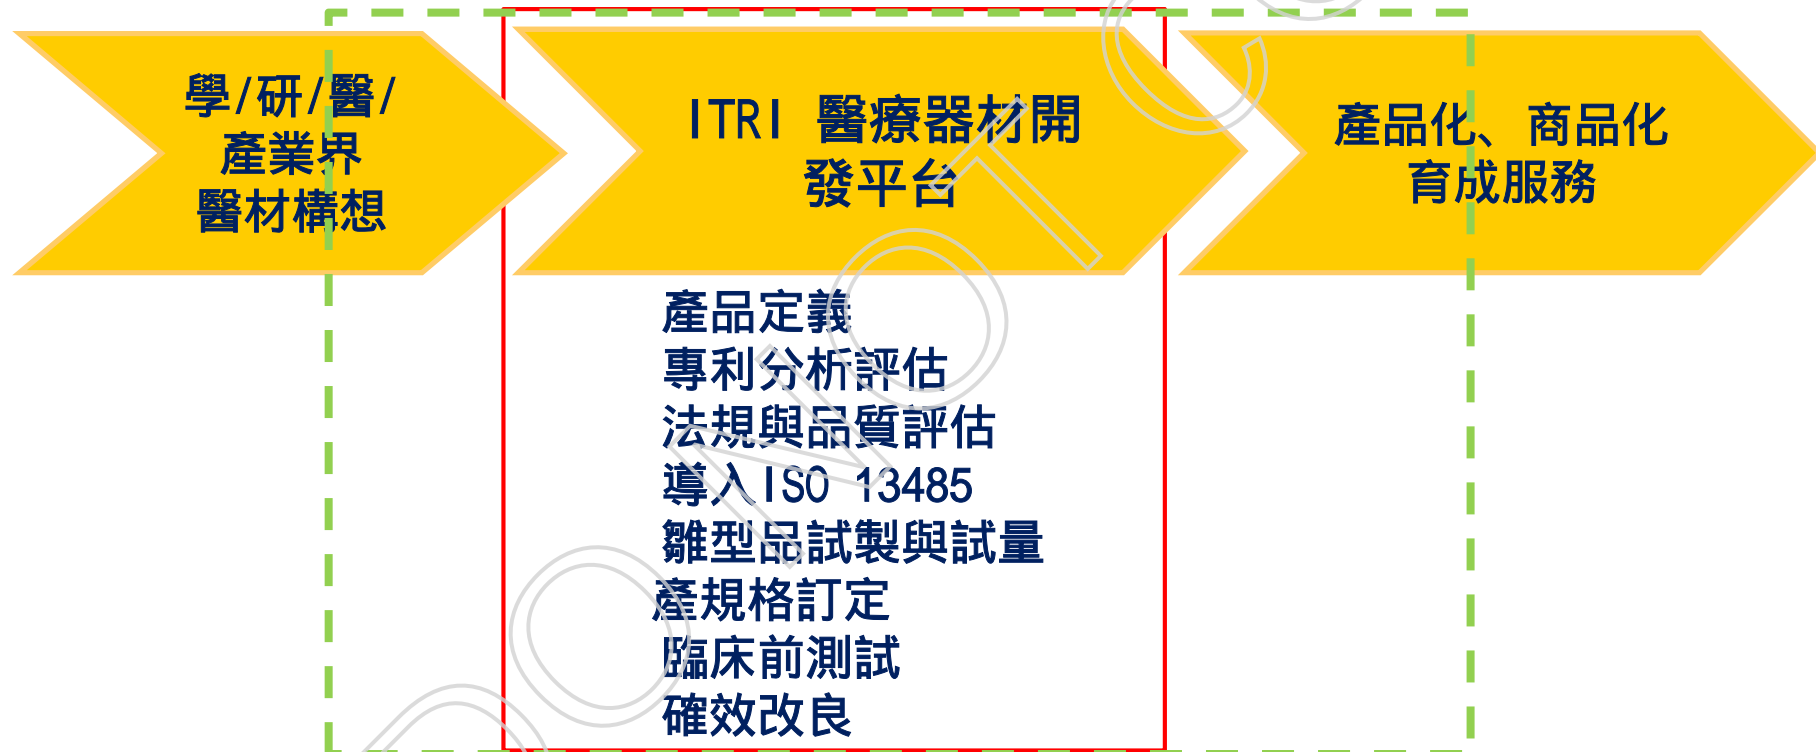 學/研/醫/
產業界
醫材構想
ITRI 醫療器材開
發平台
產品化、商品化
育成服務
產品定義
專利分析評估
法規與品質評估
導入ISO 13485
雛型品試製與試量
產規格訂定
臨床前測試
確效改良
DO NOT C